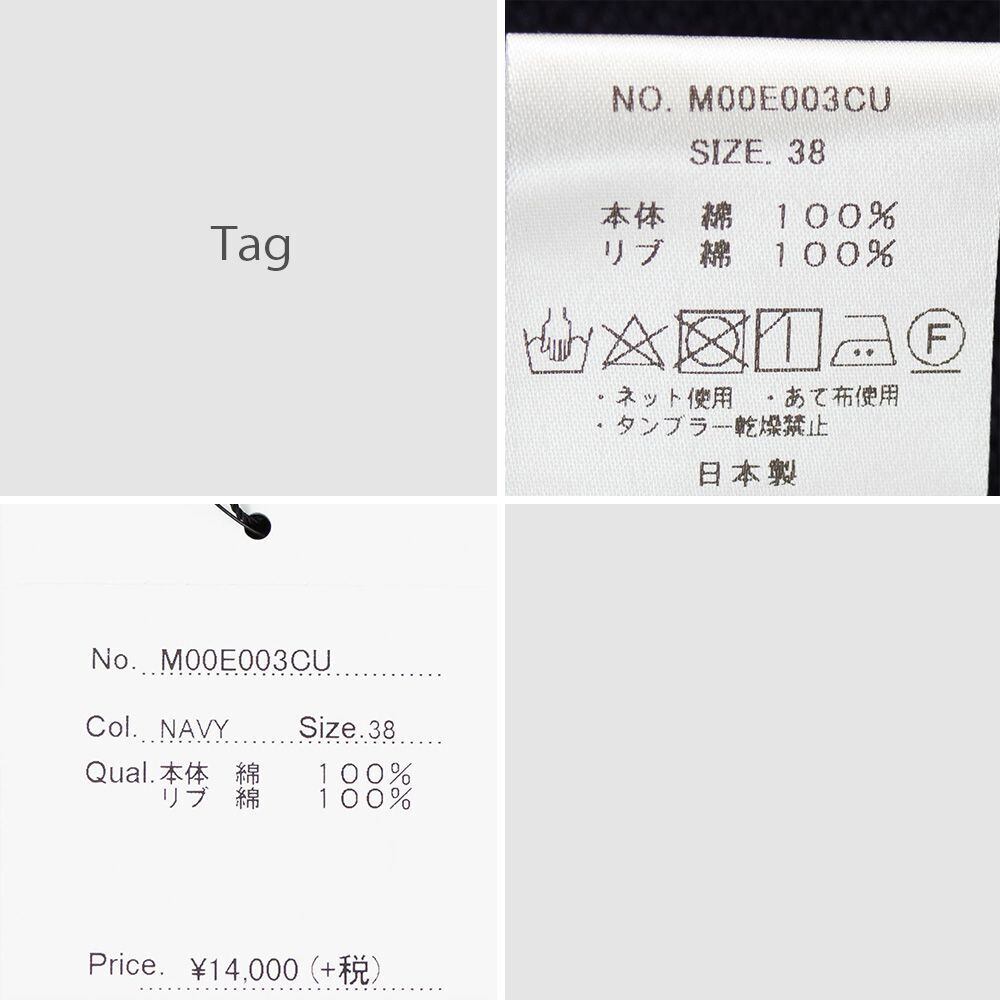 Tag
NO. M00E003CU
SIZE. 38
本体 綿 100%
リブ 綿 100%
F
・ネット使用 ・あて布使用
・タンブラー乾燥禁止
日本製
No. M00E003CU
Col. NAVY Size.38
Qual.本体 綿 100%
リブ 綿 100%
Price. ¥14,000 (+税)